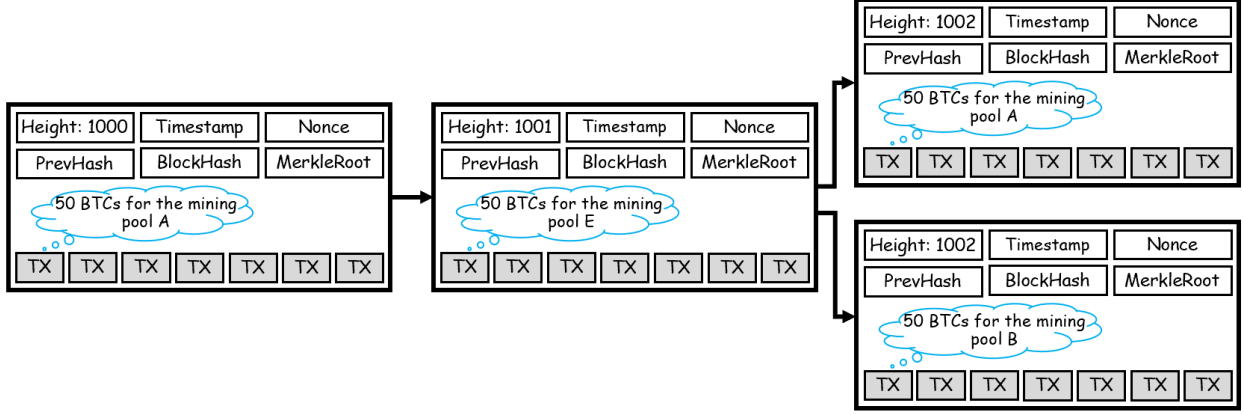 Height: 1000 Timestamp Nonce
PrevHash BlockHash MerkleRoot
50 BTCs for the mining
pool A
TX TX TX TX TX TX TX
Height: 1001 Timestamp Nonce
PrevHash BlockHash MerkleRoot
50 BTCs for the mining
pool E
TX TX TX TX TX TX TX
Height: 1002 Timestamp Nonce
PrevHash BlockHash MerkleRoot
50 BTCs for the mining
pool A
TX TX TX TX TX TX TX
Height: 1002 Timestamp Nonce
PrevHash BlockHash MerkleRoot
50 BTCs for the mining
pool B
TX TX TX TX TX TX TX